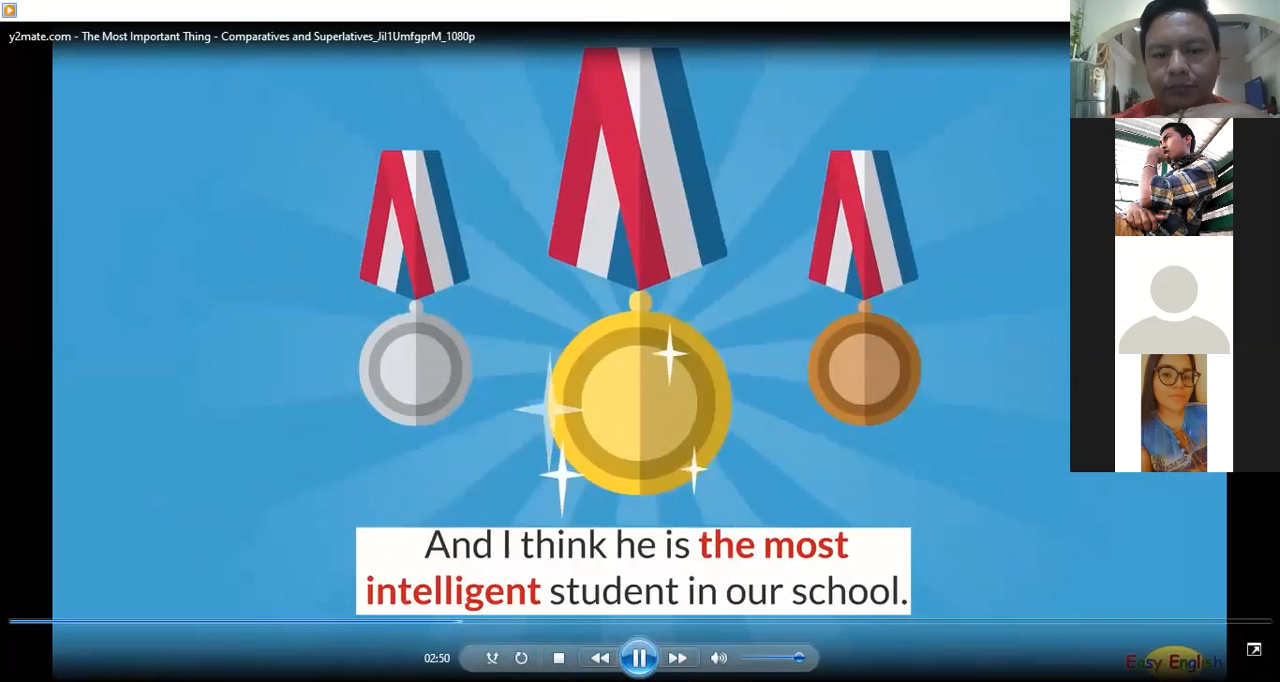 y2mate.com - The Most Important Thing - Comparatives and Superlatives_Jil1UmfgprM_1080p
And I think he is the most
intelligent student in our school.
02:50
Easy English